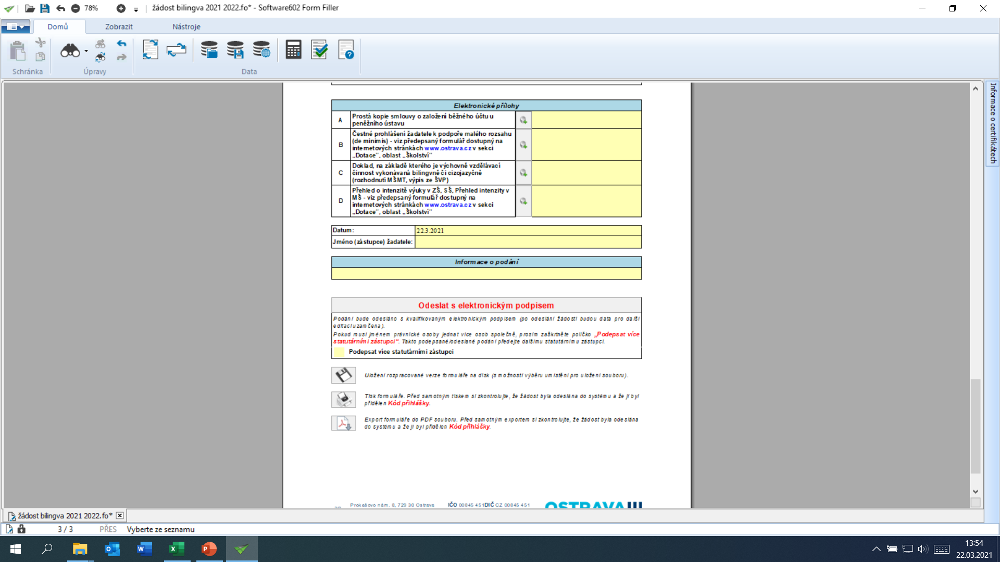 78%
žádost bilingva 2021 2022.fo* - Software602 Form Filler
Domů
Zobrazit
Nástroje
Schránka
Úpravy
Data
Informace o certifikátech
Elektronické přílohy
A
Prostá kopie smlouvy o založení běžného účtu u
peněžního ústavu
B
Čestné prohlášení žadatele k podpoře malého rozsahu
(de minimis) - viz předepsaný formulář dostupný na
internetových stránkách www.ostrava.cz v sekci
„Dotace", oblast „Školství"
C
Doklad, na základě kterého je výchovně vzdělávací
činnost vykonávaná bilingvně či cizojazyčně
(rozhodnutí MŠMT, výpis ze ŠVP)
D
Přehled o intenzitě výuky v ZŠ, SŠ, Přehled intenzity v
MŠ - viz předepsaný formulář dostupný na
internetových stránkách www.ostrava.cz v sekci
„Dotace", oblast „Školství"
Datum:
22.3.2021
Jméno (zástupce) žadatele:
Informace o podání
Odeslat s elektronickým podpisem
Podání bude odesláno s kvalifikovaným elektronickým podpisem (po odeslání žádosti budou data pro další
editaci uzamčena).
Pokud musí jménem právnické osoby jednat více osob společně, prosím zaškrtněte políčko „Podepsat více
statutárními zástupci". Takto podepsané/odeslané podání předejte dalšímu statutárnímu zástupci.
Podepsat více statutárními zástupci
Uložení rozpracované verze formuláře na disk (s možností výběru umístění pro uložení souboru).
Tisk formuláře. Před samotným tiskem si zkontrolujte, že žádost byla odeslána do systému a že jí byl
přidělen Kód přihlášky.
Export formuláře do PDF souboru. Před samotným exportem si zkontrolujte, že žádost byla odeslána
do systému a že jí byl přidělen Kód přihlášky.
Prokešovo nám. 8, 729 30 Ostrava
IČO 00845 451 DIČ CZ 00845 451
OSTRAVA!!!
žádost bilingva 2021 2022.fo*
3 / 3
PŘES
Vyberte ze seznamu
13:54
22.03.2021